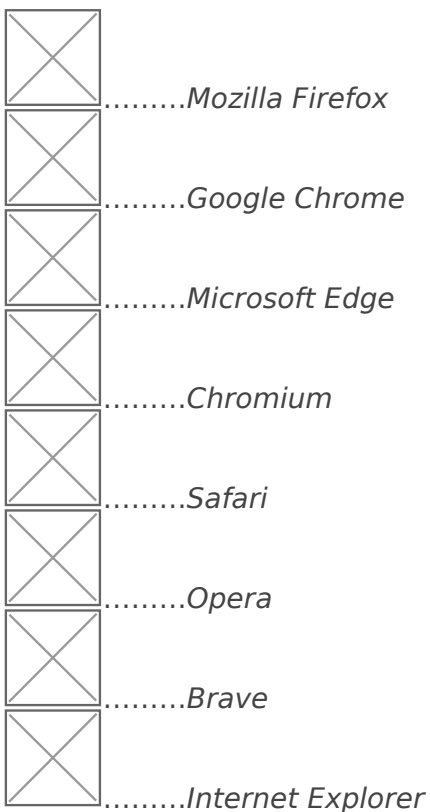 .........Mozilla Firefox
.........Google Chrome
.........Microsoft Edge
.........Chromium
.........Safari
.........Opera
.........Brave
.........Internet Explorer